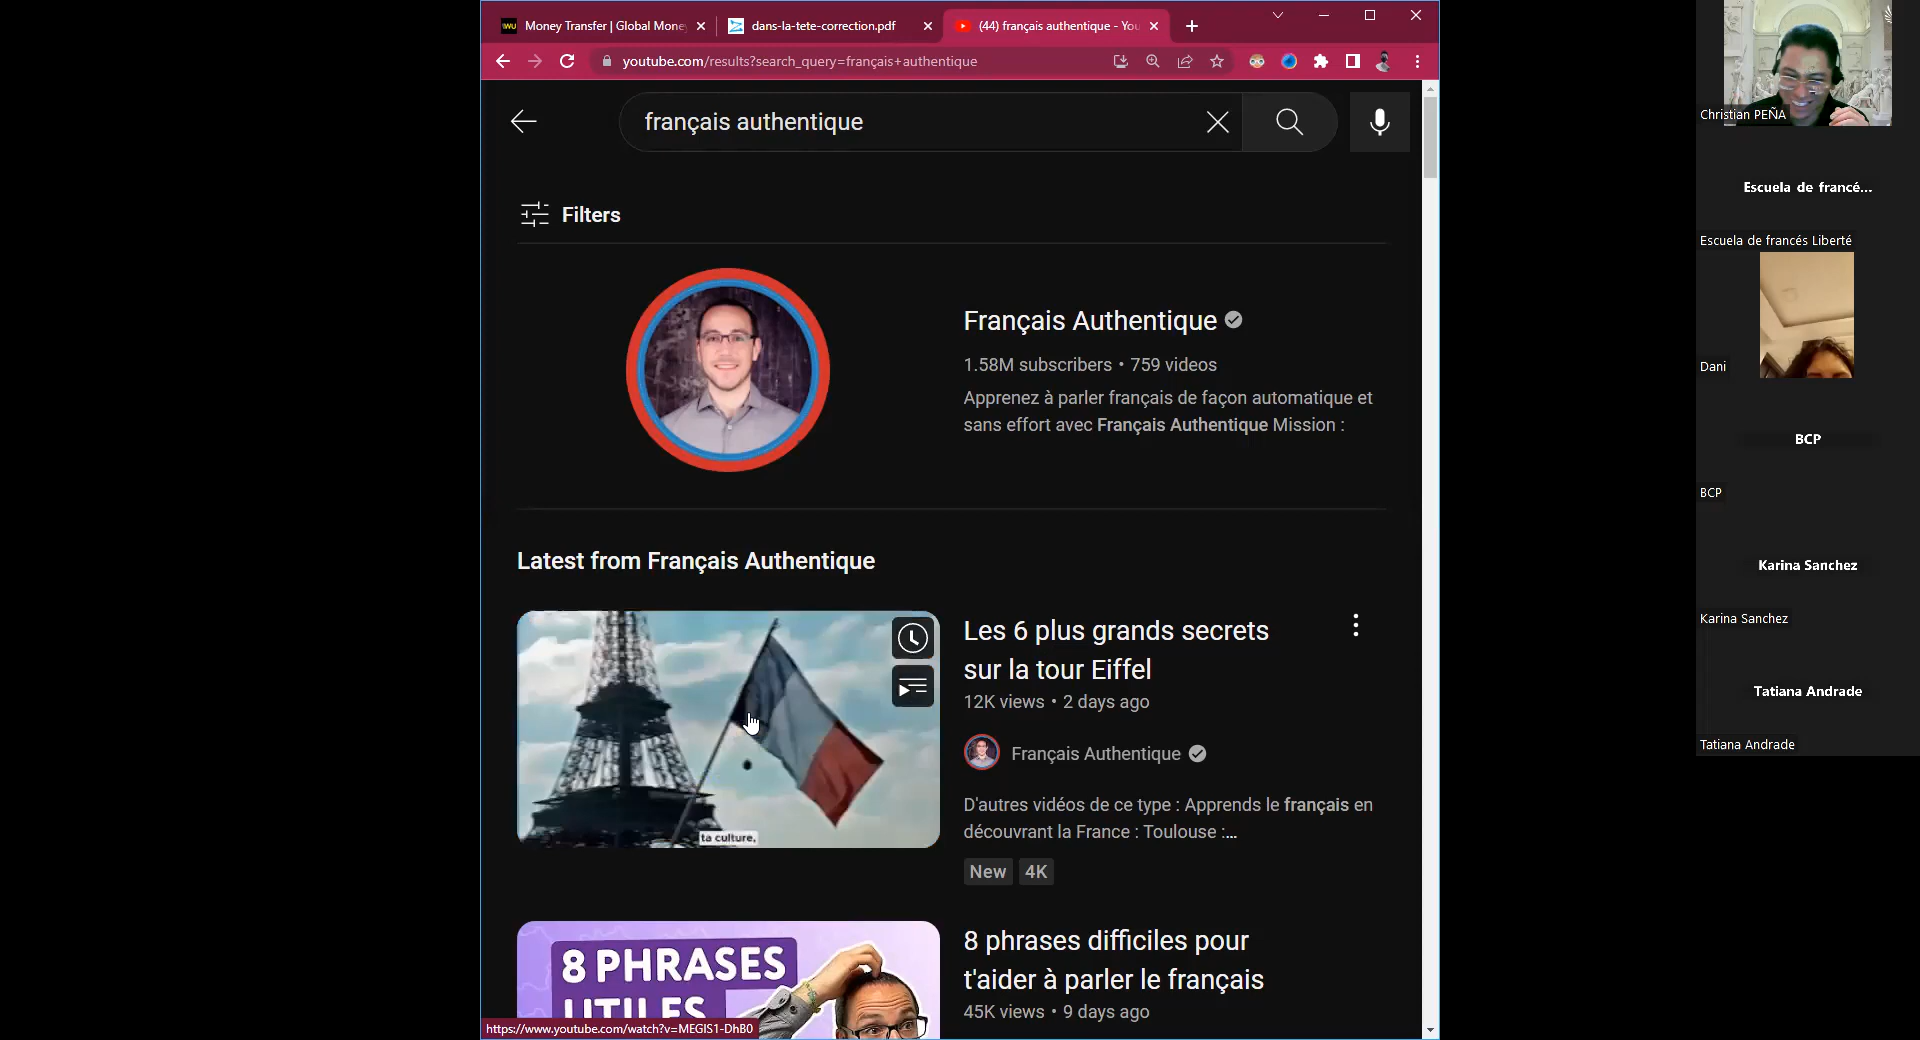 Money Transfer | Global Mone
dans-la-tete-correction.pdf
(44) français authentique - You
youtube.com/results?search_query=français+authentique
français authentique
Filters
Français Authentique
1.58M subscribers • 759 videos
Apprenez à parler français de façon automatique et
sans effort avec Français Authentique Mission :
Latest from Français Authentique
ta culture,
Les 6 plus grands secrets
sur la tour Eiffel
12K views • 2 days ago
Français Authentique
D'autres vidéos de ce type : Apprends le français en
découvrant la France : Toulouse :...
New 4K
8 PHRASES
UTILES
8 phrases difficiles pour
t'aider à parler le français
45K views • 9 days ago
https://www.youtube.com/watch?v=MEGIS1-DhB0
Christian PEÑA
Escuela de francé...
Escuela de francés Liberté
Dani
BCP
BCP
Karina Sanchez
Karina Sanchez
Tatiana Andrade
Tatiana Andrade